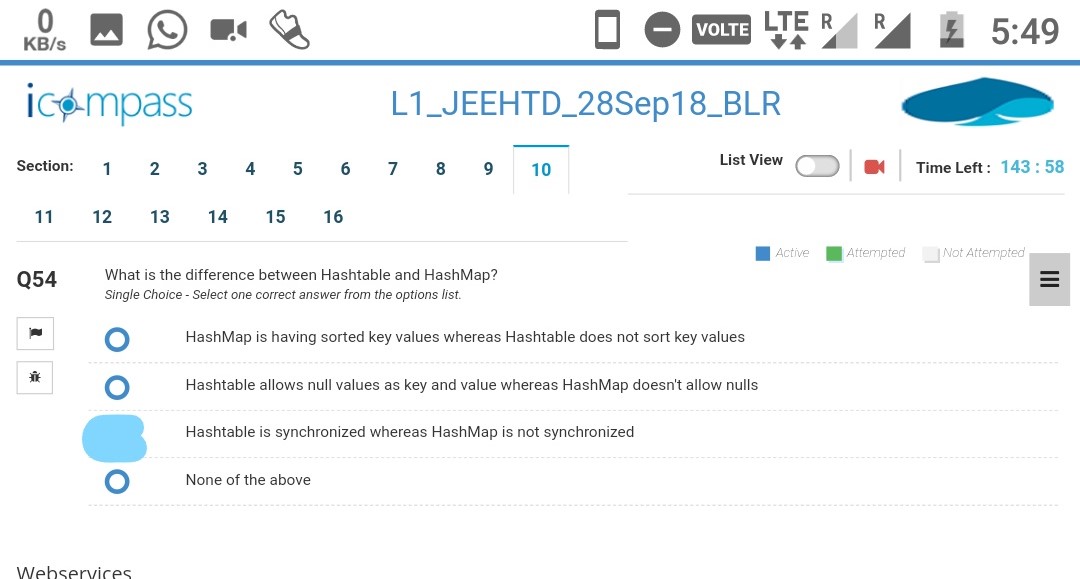 0
KB/s
VOLTE
LTE
R
R
5:49
icompass
L1_JEEHTD_28Sep18_BLR
Section: 1 2 3 4 5 6 7 8 9 10
List View
Time Left : 143 : 58
11 12 13 14 15 16
Active Attempted Not Attempted
Q54
What is the difference between Hashtable and HashMap?
Single Choice - Select one correct answer from the options list.
HashMap is having sorted key values whereas Hashtable does not sort key values
Hashtable allows null values as key and value whereas HashMap doesn't allow nulls
Hashtable is synchronized whereas HashMap is not synchronized
None of the above
Webservices